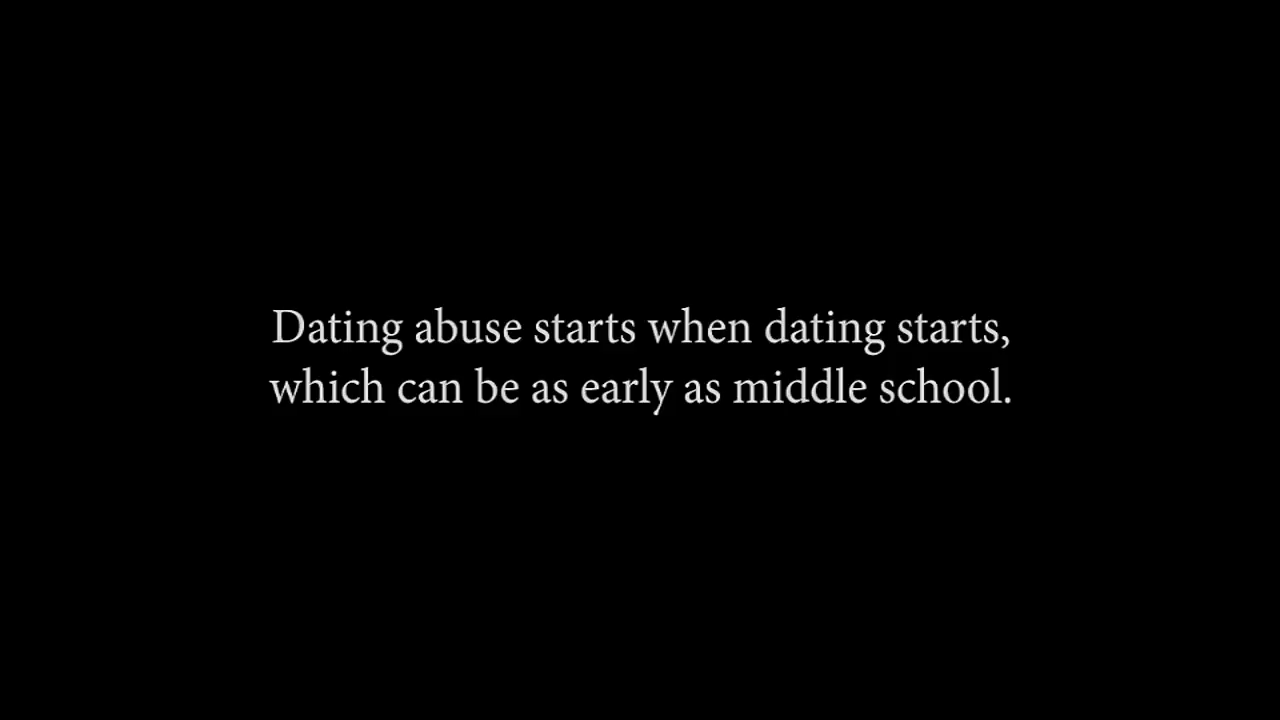 Dating abuse starts when dating starts,
which can be as early as middle school.